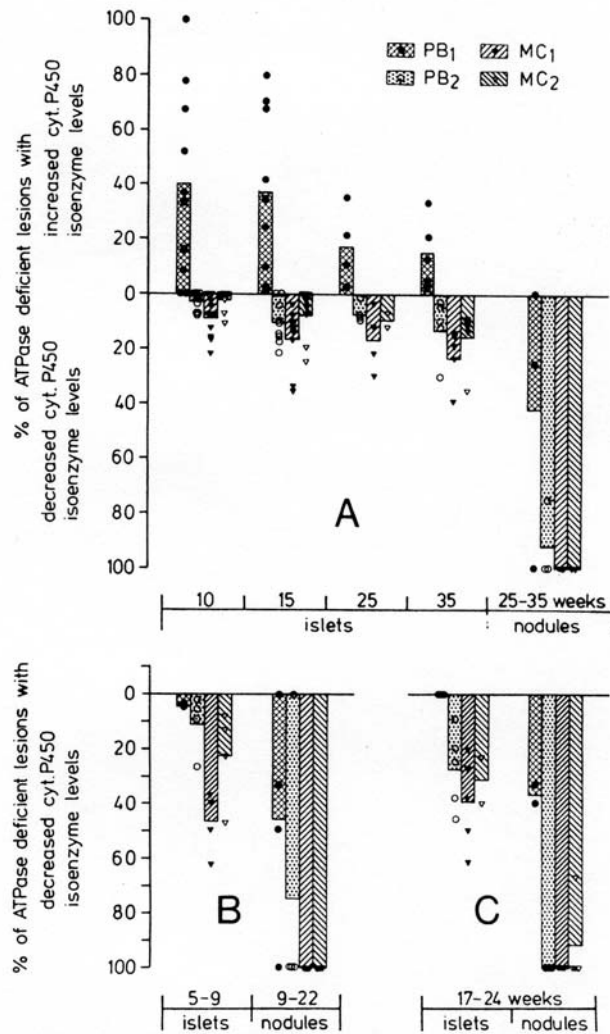 % of ATPase deficient lesions with
increased cyt. P450
isoenzyme levels
decreased cyt. P450
isoenzyme levels
100
80
60
40
20
0
20
40
60
80
100
PB1 MC1
PB2 MC2
A
10 15 25 35 25-35 weeks
islets nodules
% of ATPase deficient lesions with
decreased cyt.P450
isoenzyme levels
0
20
40
60
80
100
B
C
5-9 9-22 17-24 weeks
islets nodules islets nodules